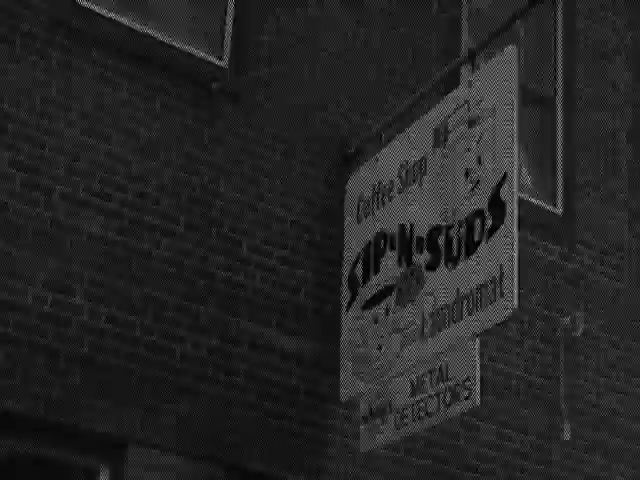 Coffee Shop
SIP·N·SUDS
Laundromat
METAL
DETECTORS